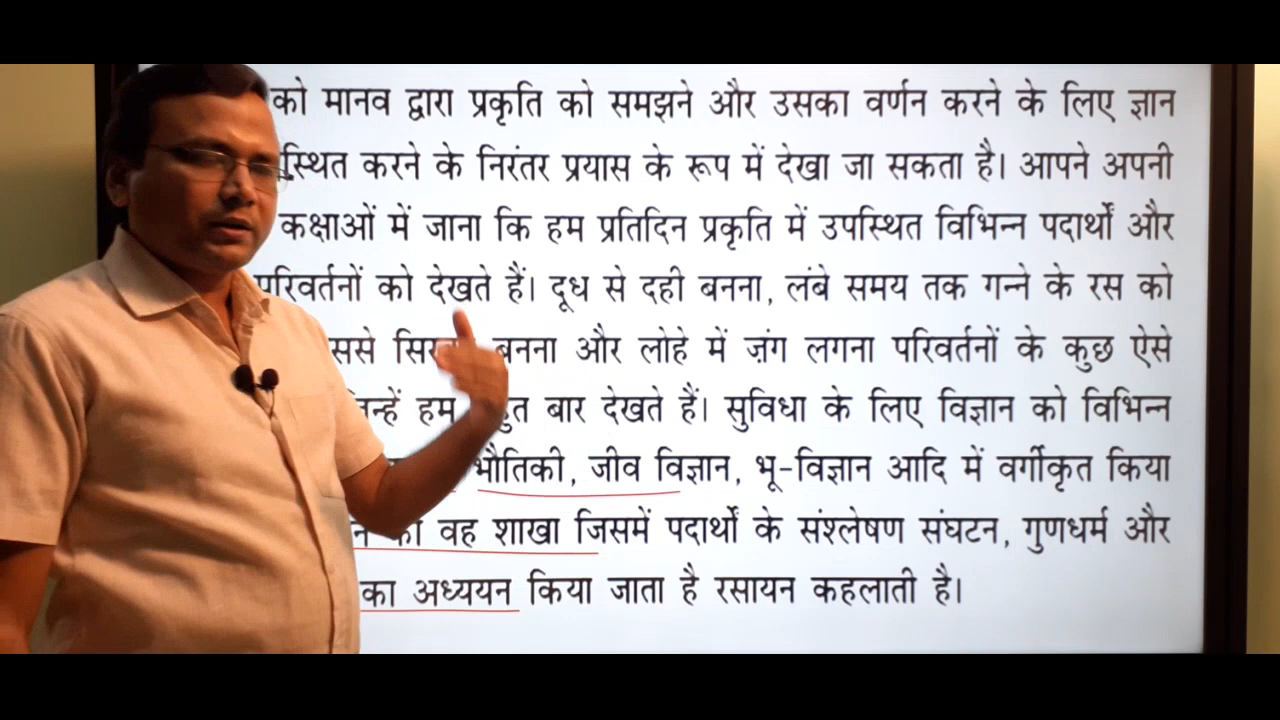 को मानव द्वारा प्रकृति को समझने और उसका वर्णन करने के लिए ज्ञान
स्थित करने के निरंतर प्रयास के रूप में देखा जा सकता है। आपने अपनी
कक्षाओं में जाना कि हम प्रतिदिन प्रकृति में उपस्थित विभिन्न पदार्थों और
परिवर्तनों को देखते हैं। दूध से दही बनना, लंबे समय तक गन्ने के रस को
बनना और लोहे में ज़ंग लगना परिवर्तनों के कुछ ऐसे
हम बार देखते हैं। सुविधा के लिए विज्ञान को विभिन्न
भौतिकी, जीव विज्ञान, भू-विज्ञान आदि में वर्गीकृत किया
वह शाखा जिसमें पदार्थों के संश्लेषण संघटन, गुणधर्म और
का अध्ययन किया जाता है रसायन कहलाती है।